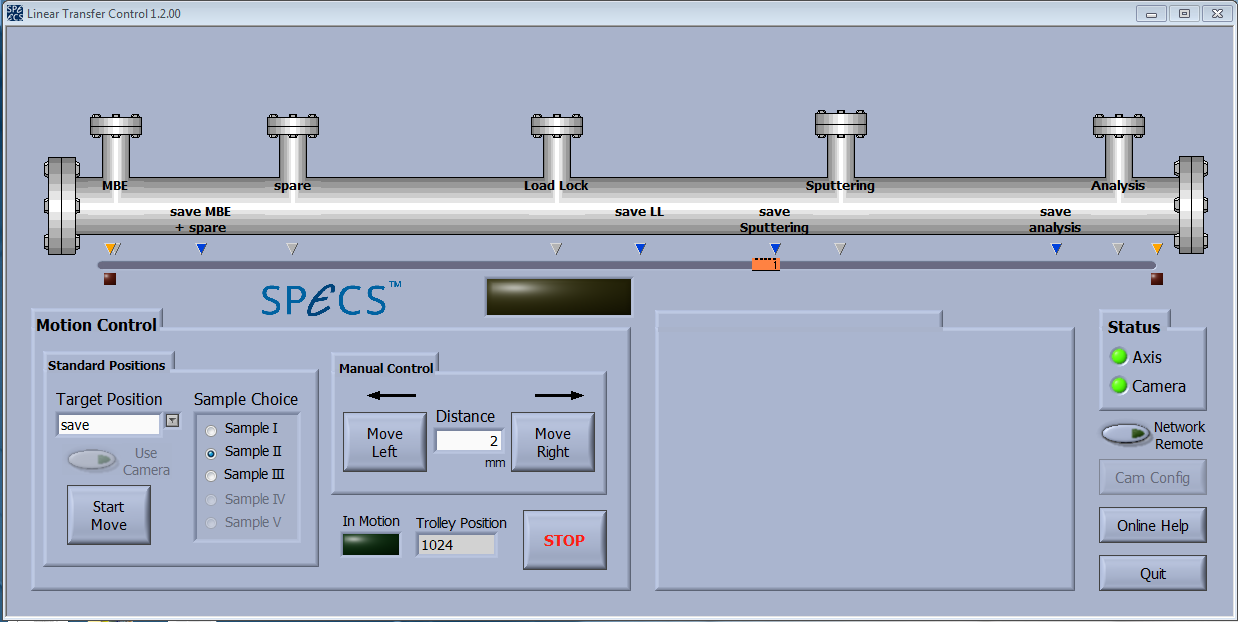 SPECS Linear Transfer Control 1.2.00
MBE
spare
Load Lock
Sputtering
Analysis
save MBE
+ spare
save LL
save
Sputtering
save
analysis
1
SPECS™
Motion Control
Standard Positions
Target Position
save
Use
Camera
Start
Move
Sample Choice
Sample I
Sample II
Sample III
Sample IV
Sample V
Manual Control
Move
Left
Distance
2
mm
Move
Right
In Motion
Trolley Position
1024
STOP
Status
Axis
Camera
Network
Remote
Cam Config
Online Help
Quit